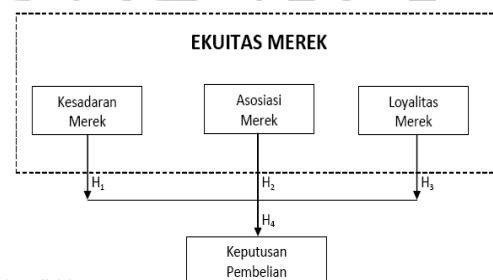 EKUITAS MEREK
Kesadaran
Merek
Asosiasi
Merek
Loyalitas
Merek
H₁
H₂
H₃
H₄
Keputusan
Pembelian